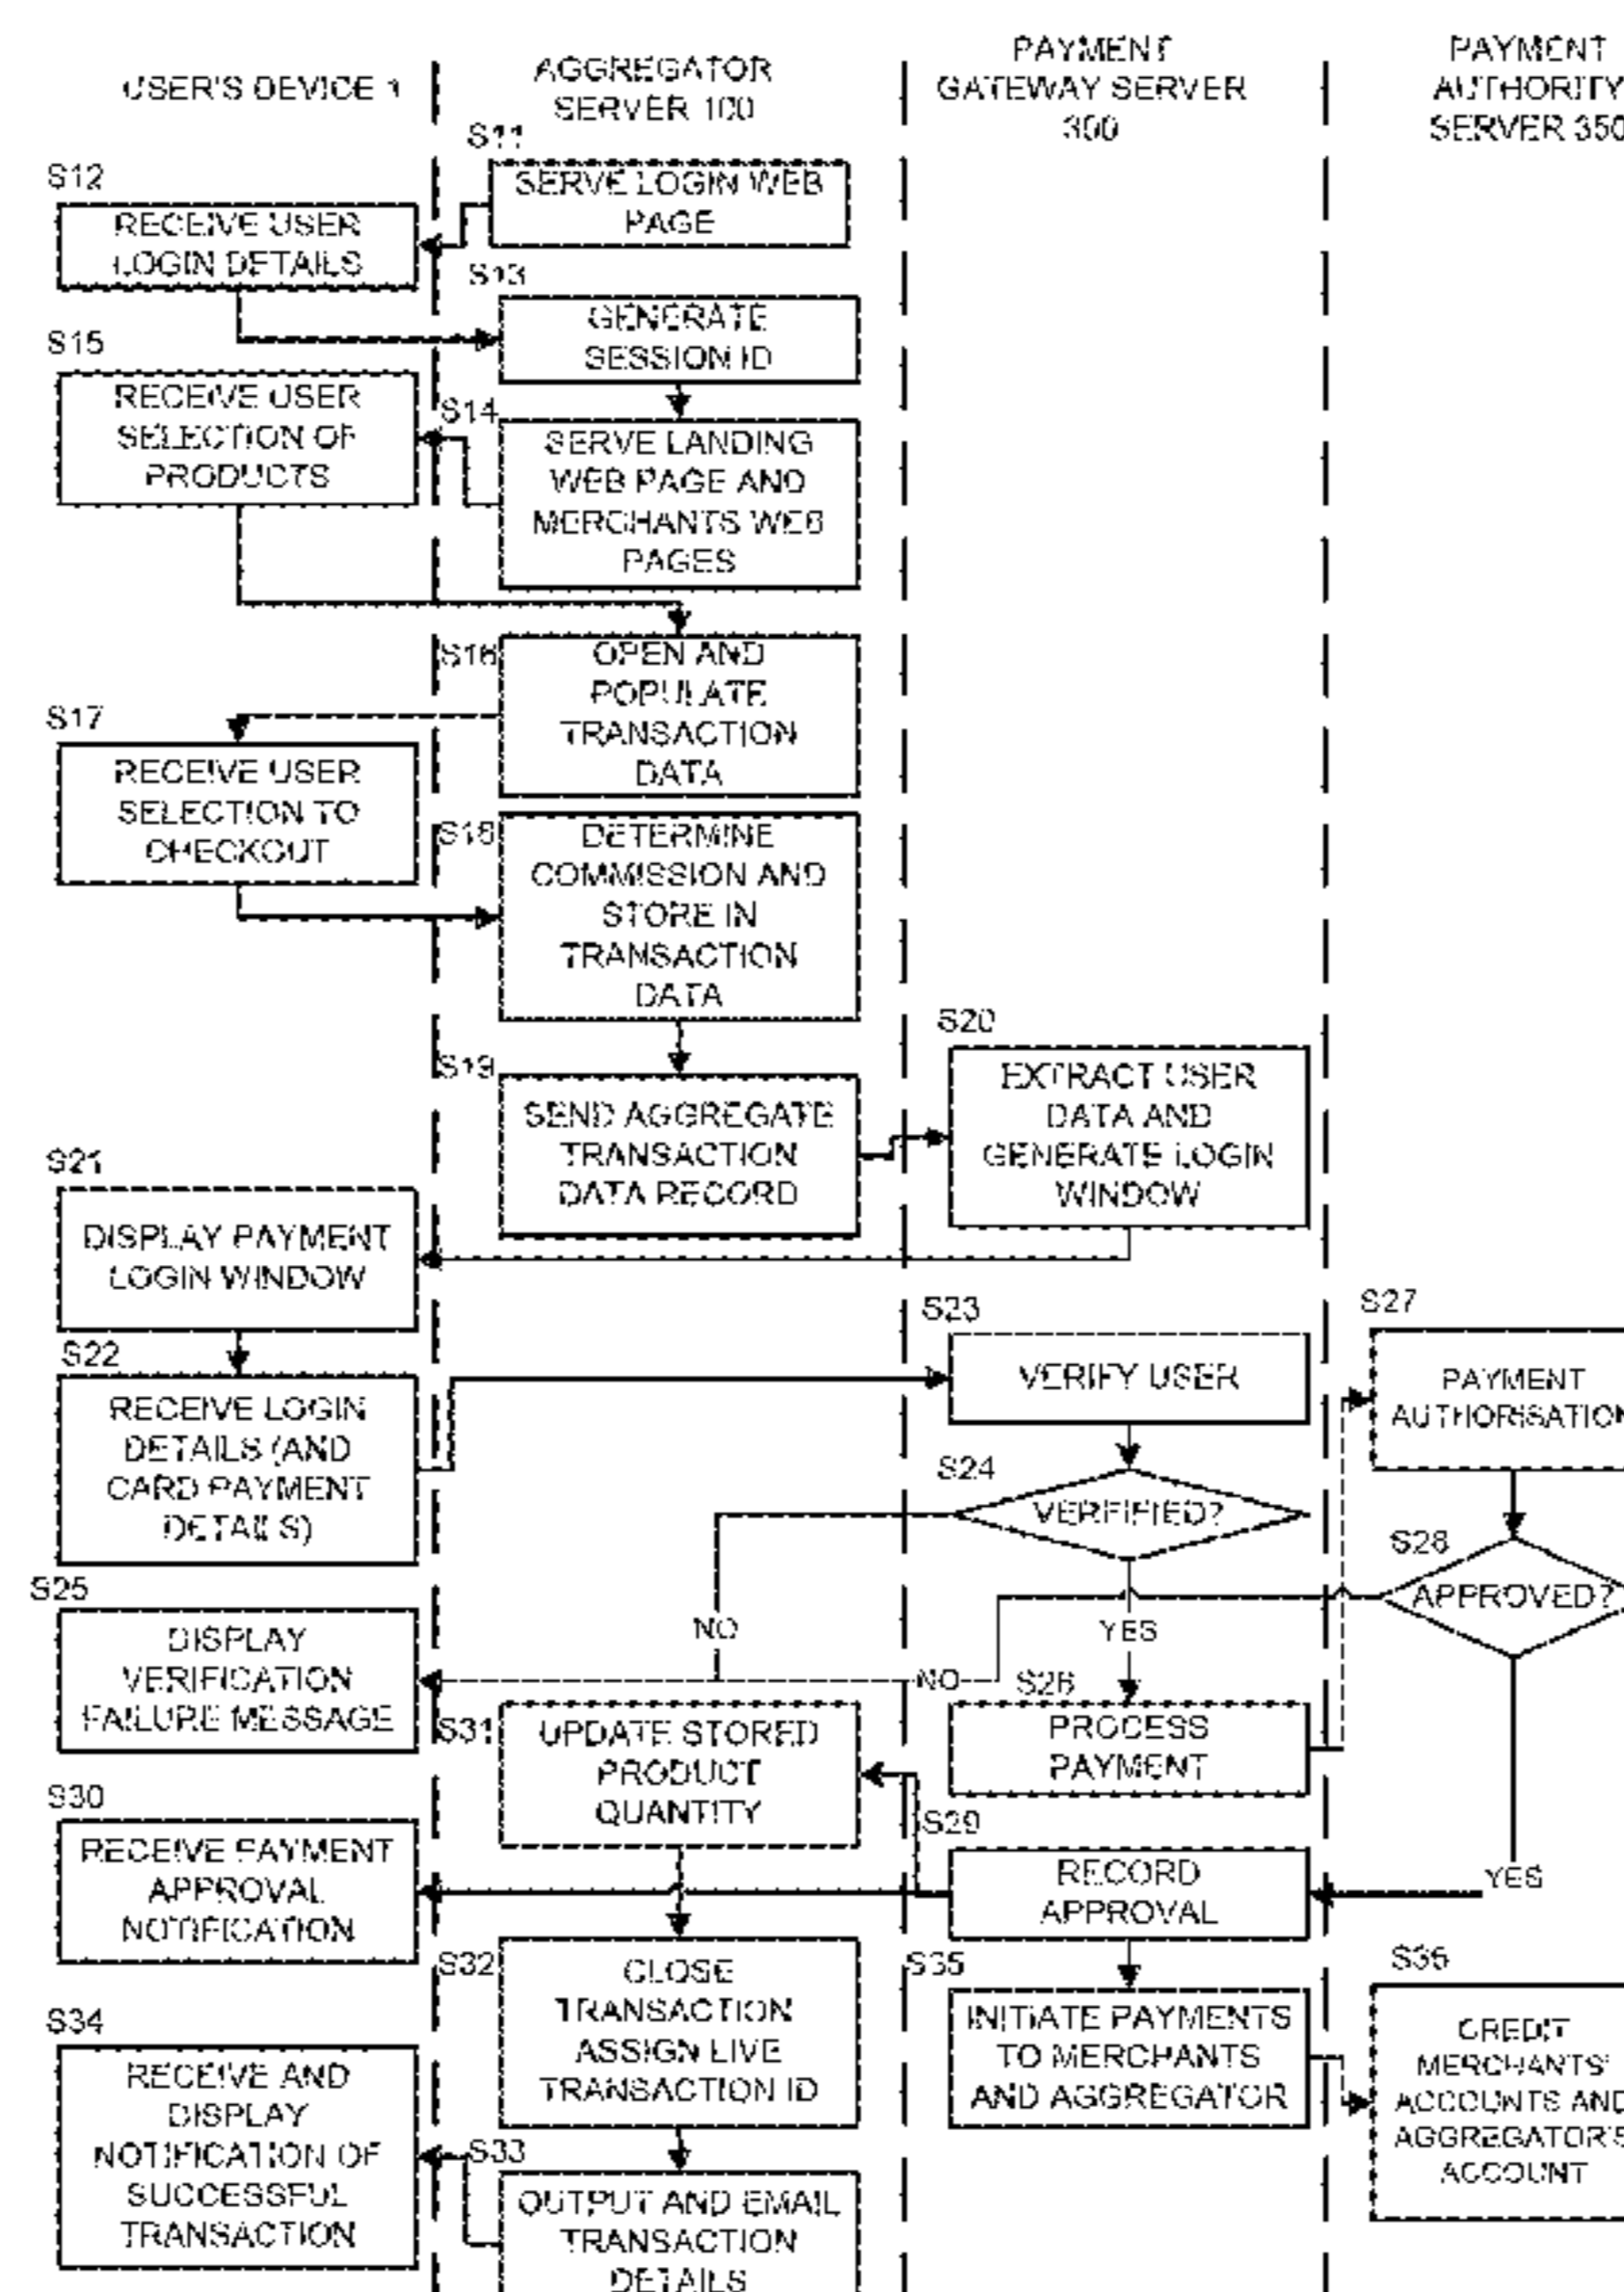 USER'S DEVICE 1
AGGREGATOR
SERVER 100
PAYMENT
GATEWAY SERVER
300
PAYMENT
AUTHORITY
SERVER 350
S11
SERVE LOGIN WEB
PAGE
S12
RECEIVE USER
LOGIN DETAILS
S13
GENERATE
SESSION ID
S14
SERVE LANDING
WEB PAGE AND
MERCHANTS WEB
PAGES
S15
RECEIVE USER
SELECTION OF
PRODUCTS
S16
OPEN AND
POPULATE
TRANSACTION
DATA
S17
RECEIVE USER
SELECTION TO
CHECKOUT
S18
DETERMINE
COMMISSION AND
STORE IN
TRANSACTION
DATA
S19
SEND AGGREGATE
TRANSACTION
DATA RECORD
S20
EXTRACT USER
DATA AND
GENERATE LOGIN
WINDOW
S21
DISPLAY PAYMENT
LOGIN WINDOW
S22
RECEIVE LOGIN
DETAILS (AND
CARD PAYMENT
DETAILS)
S23
VERIFY USER
S24
VERFIFIED?
NO
YES
S25
DISPLAY
VERIFICATION
FAILURE MESSAGE
S26
PROCESS
PAYMENT
S27
PAYMENT
AUTHORISATION
S28
APPROVED?
NO
YES
S29
RECORD
APPROVAL
S30
RECEIVE PAYMENT
APPROVAL
NOTIFICATION
S31
UPDATE STORED
PRODUCT
QUANTITY
S32
CLOSE
TRANSACTION
ASSIGN LIVE
TRANSACTION ID
S33
OUTPUT AND EMAIL
TRANSACTION
DETAILS
S34
RECEIVE AND
DISPLAY
NOTIFICATION OF
SUCCESSFUL
TRANSACTION
S35
INITIATE PAYMENTS
TO MERCHANTS
AND AGGREGATOR
S36
CREDIT
MERCHANTS'
ACCOUNTS AND
AGGREGATOR'S
ACCOUNT